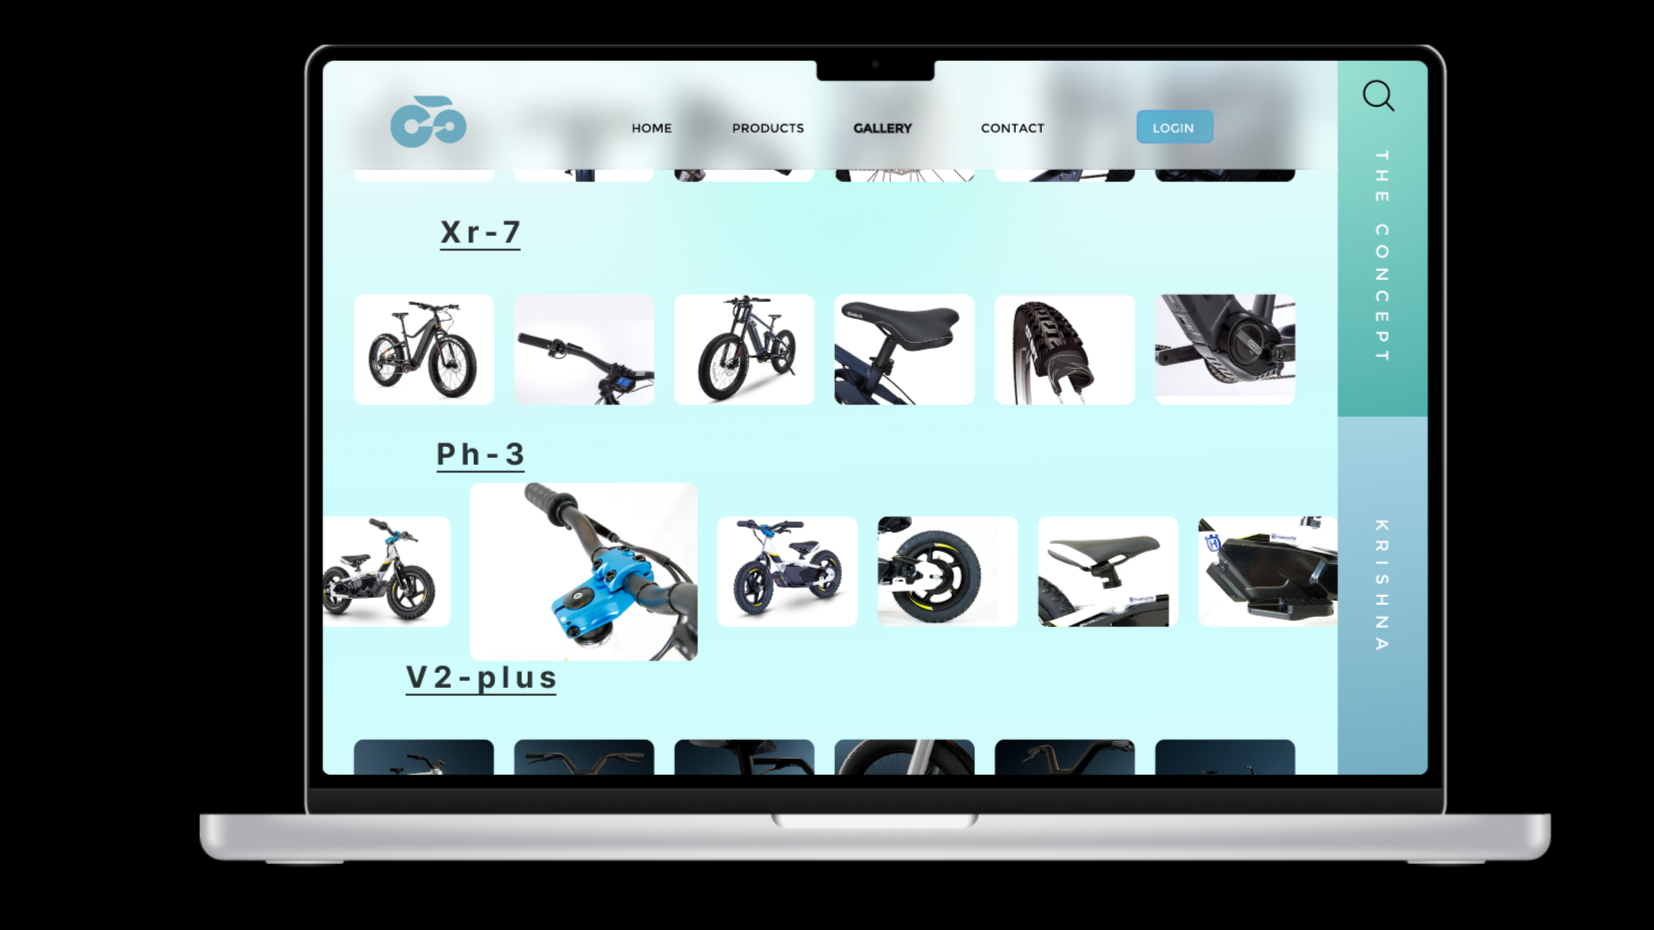 HOME
PRODUCTS
GALLERY
CONTACT
LOGIN
THE CONCEPT
Xr-7
Ph-3
KRISHNA
V2-plus